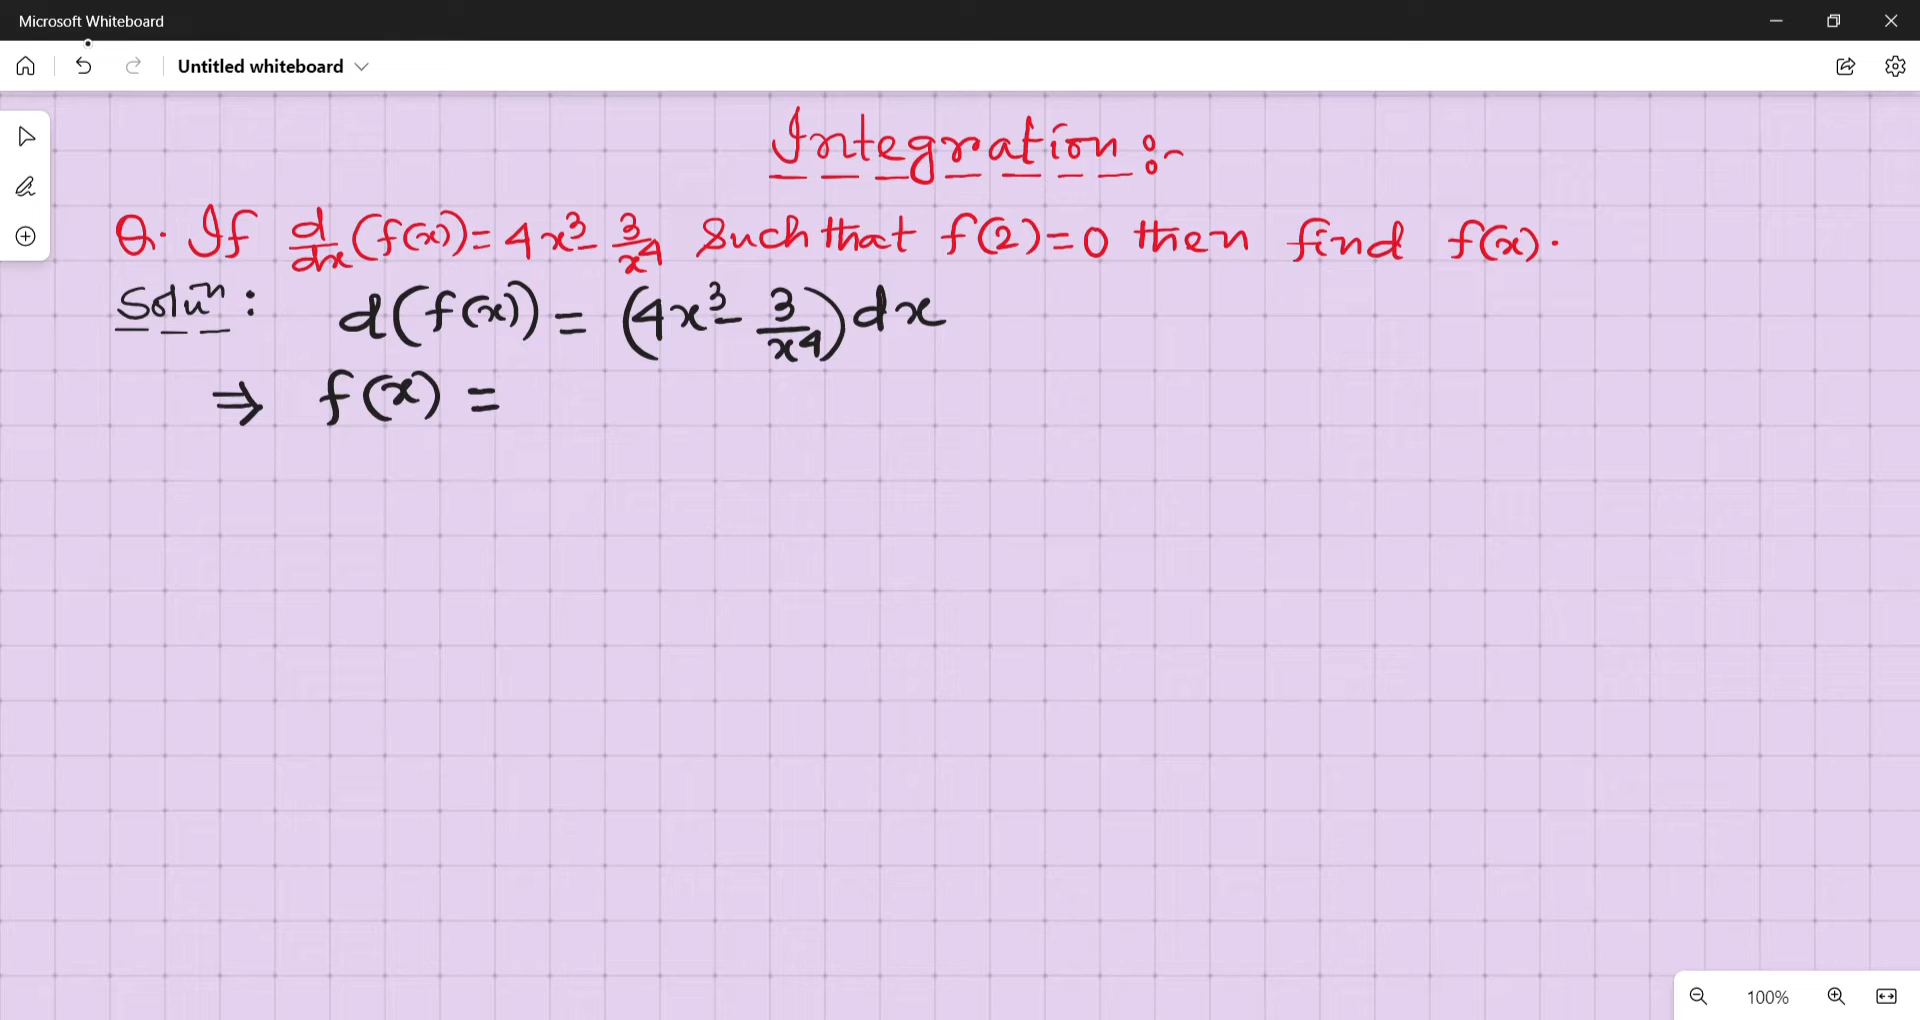 Microsoft Whiteboard
Untitled whiteboard
Integration :-
Q. If d/dx (f(x)) = 4x³ - 3/x⁴ such that f(2) = 0 then find f(x).
Soluⁿ : d(f(x)) = (4x³ - 3/x⁴) dx
⇒ f(x) =
100%